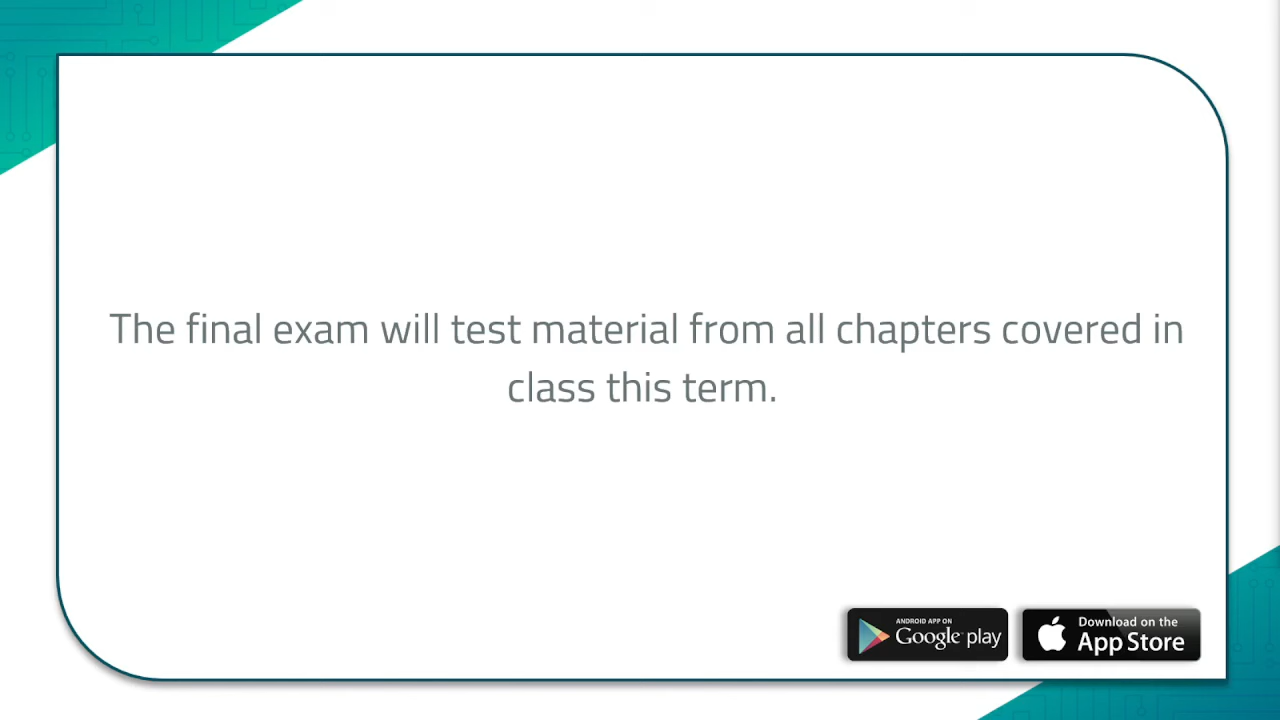 The final exam will test material from all chapters covered in
class this term.
ANDROID APP ON
Google play
Download on the
App Store